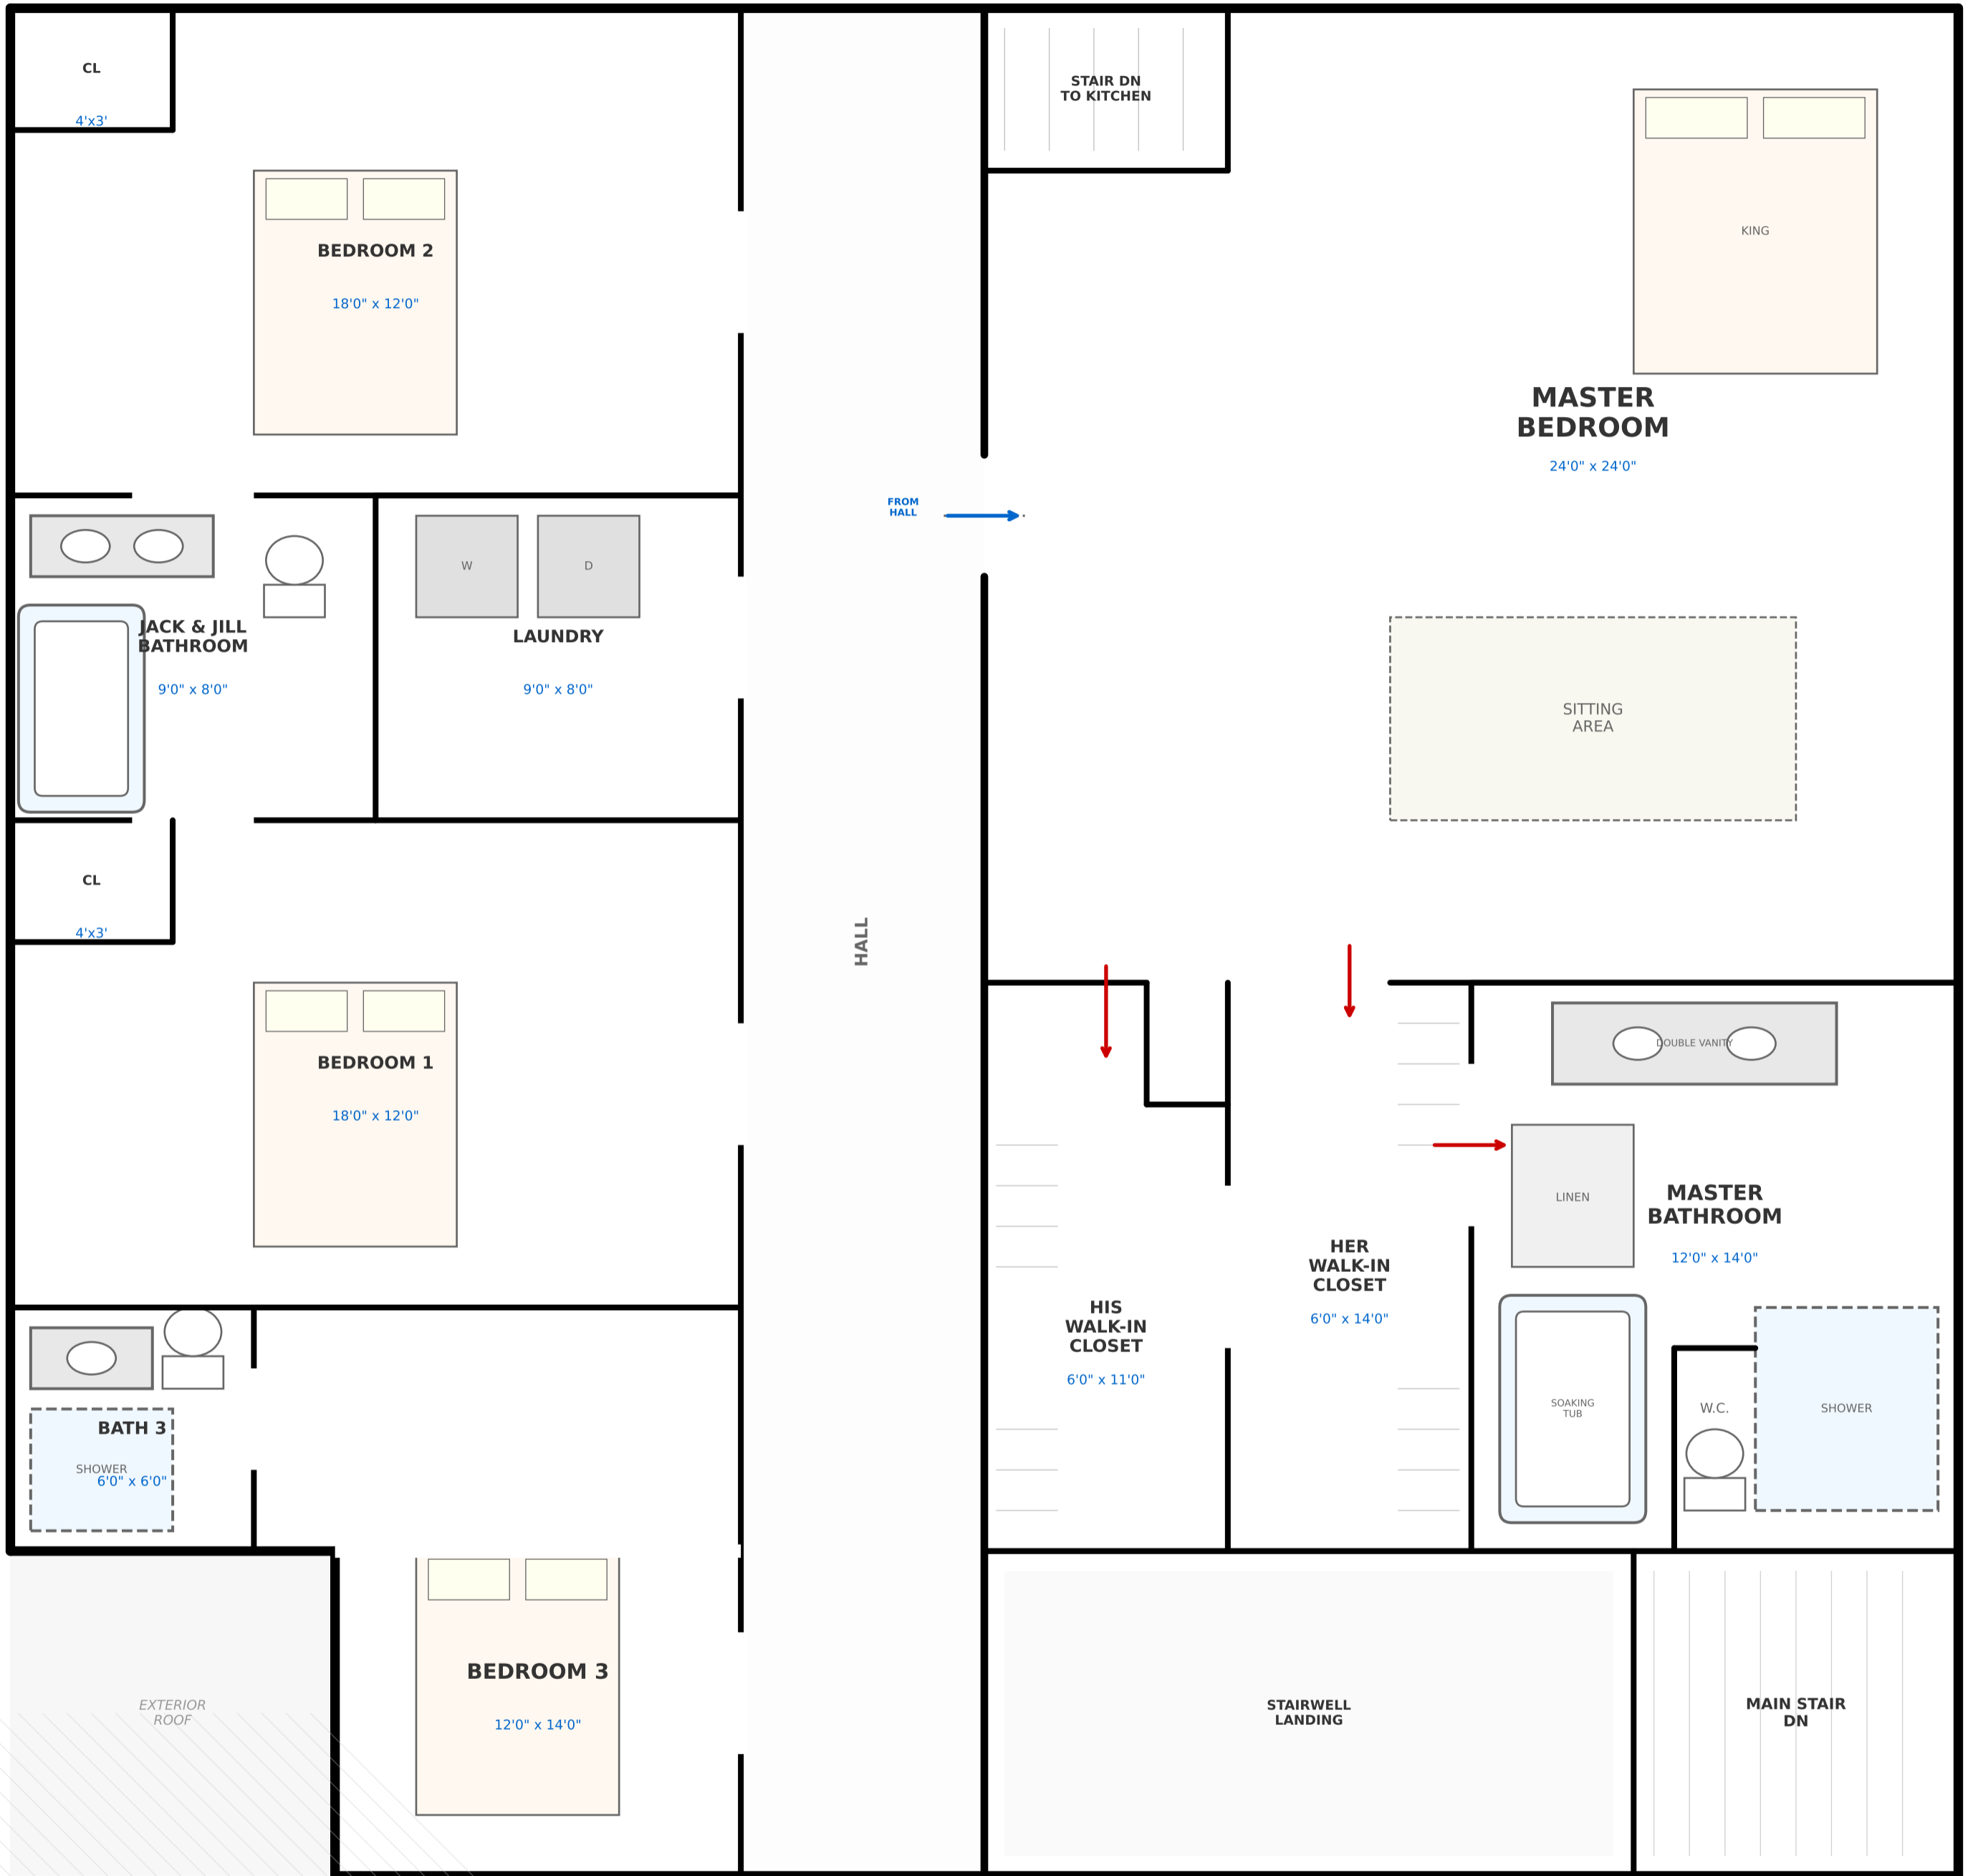 CL
4'x3'
BEDROOM 2
18'0" x 12'0"
STAIR DN
TO KITCHEN
KING
MASTER
BEDROOM
24'0" x 24'0"
FROM
HALL
W
D
JACK & JILL
BATHROOM
9'0" x 8'0"
LAUNDRY
9'0" x 8'0"
SITTING
AREA
CL
4'x3'
HALL
BEDROOM 1
18'0" x 12'0"
DOUBLE VANITY
LINEN
MASTER
BATHROOM
12'0" x 14'0"
HER
WALK-IN
CLOSET
6'0" x 14'0"
HIS
WALK-IN
CLOSET
6'0" x 11'0"
SOAKING
TUB
W.C.
SHOWER
BATH 3
SHOWER
6'0" x 6'0"
BEDROOM 3
12'0" x 14'0"
EXTERIOR
ROOF
STAIRWELL
LANDING
MAIN STAIR
DN